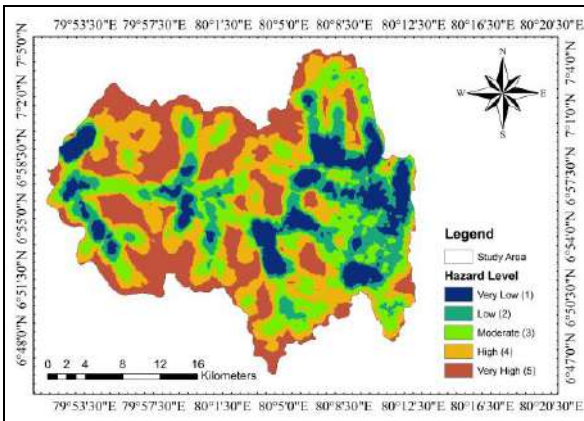 79°53'30"E 79°57'30"E 80°1'30"E 80°5'0"E 80°8'30"E 80°12'30"E 80°16'30"E 80°20'30"E
7°5'0"N
7°2'0"N
6°58'30"N
6°55'0"N
6°51'30"N
6°48'0"N
7°4'0"N
7°1'0"N
6°57'30"N
6°54'0"N
6°50'30"N
6°47'0"N
N
W E
S
Legend
Study Area
Hazard Level
Very Low (1)
Low (2)
Moderate (3)
High (4)
Very High (5)
0 2 4 8 12 16
Kilometers
79°53'30"E 79°57'30"E 80°1'30"E 80°5'0"E 80°8'30"E 80°12'30"E 80°16'30"E 80°20'30"E